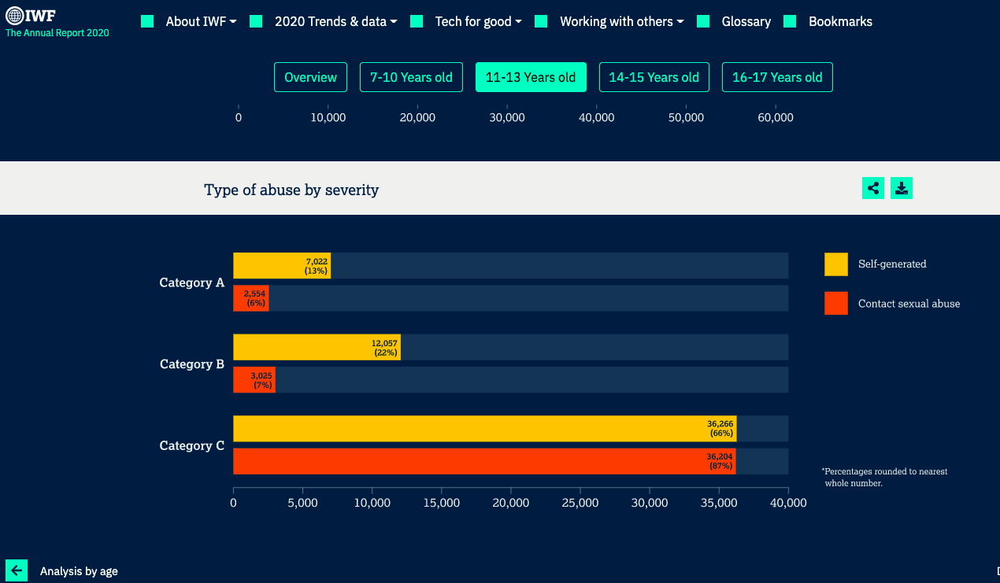 IWF
The Annual Report 2020
About IWF
2020 Trends & data
Tech for good
Working with others
Glossary
Bookmarks
Overview
7-10 Years old
11-13 Years old
14-15 Years old
16-17 Years old
0 10,000 20,000 30,000 40,000 50,000 60,000
Type of abuse by severity
Category A
7,022
(13%)
2,554
(6%)
Category B
12,057
(22%)
3,025
(7%)
Category C
36,266
(66%)
36,204
(87%)
0 5,000 10,000 15,000 20,000 25,000 30,000 35,000 40,000
Self-generated
Contact sexual abuse
*Percentages rounded to nearest
whole number.
Analysis by age